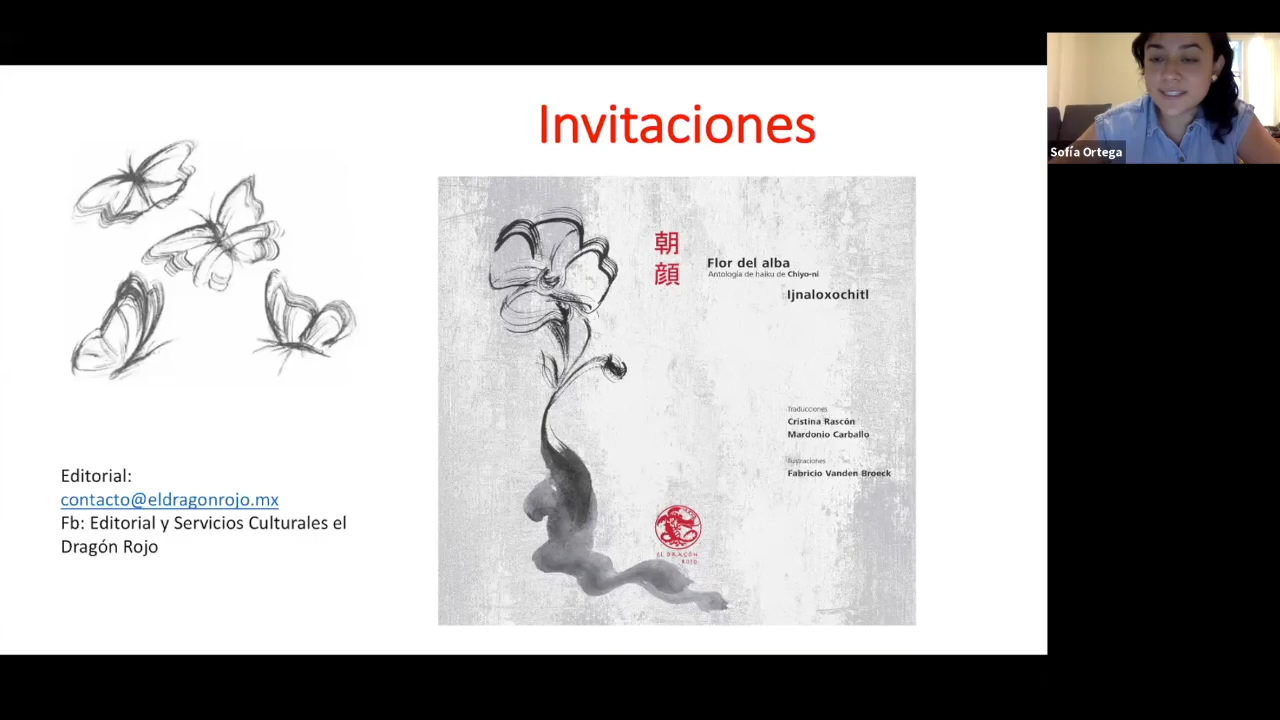 Invitaciones
Sofía Ortega
朝
顔
Flor del alba
Antología de haiku de Chiyo-ni
Ijnaloxochitl
Traducciones
Cristina Rascón
Mardonio Carballo
Ilustraciones
Fabricio Vanden Broeck
EL DRAGÓN
ROJO
Editorial:
contacto@eldragonrojo.mx
Fb: Editorial y Servicios Culturales el
Dragón Rojo